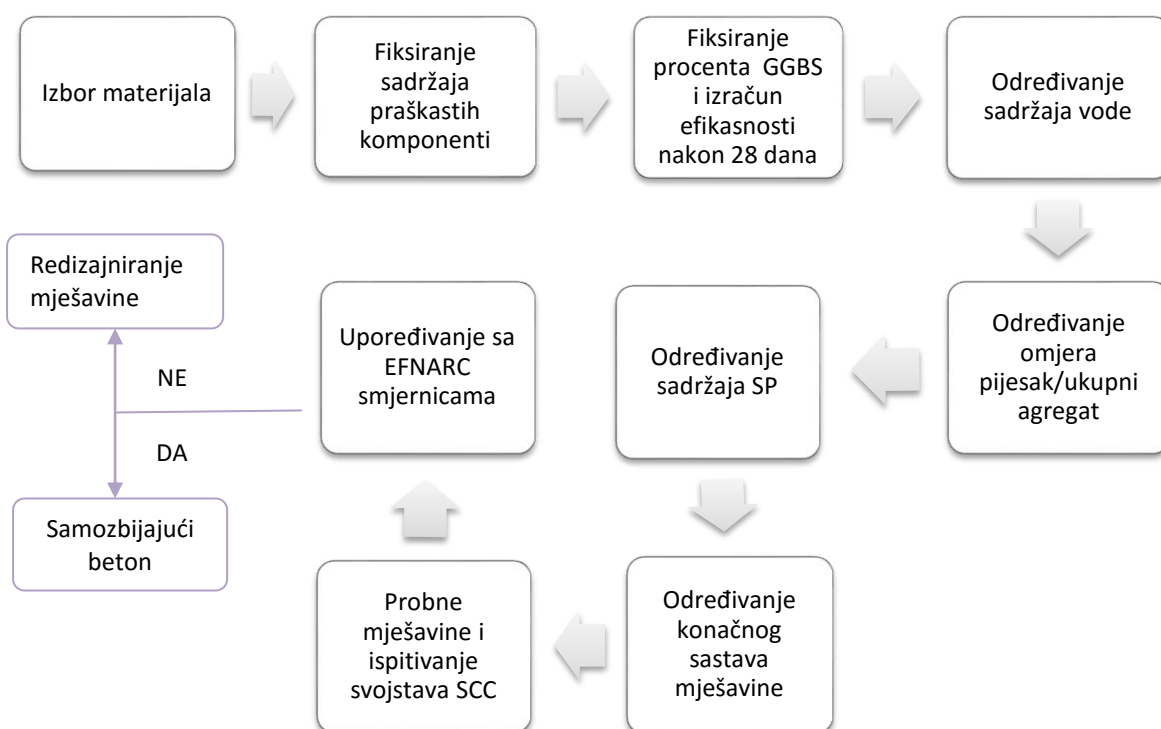 Izbor materijala
Fiksiranje
sadržaja
praškastih
komponenti
Fiksiranje
procenta GGBS
i izračun
efikasnosti
nakon 28 dana
Određivanje
sadržaja vode
Određivanje
omjera
pijesak/ukupni
agregat
Određivanje
sadržaja SP
Određivanje
konačnog
sastava
mješavine
Probne
mješavine i
ispitivanje
svojstava SCC
Upoređivanje sa
EFNARC
smjernicama
NE
Redizajniranje
mješavine
DA
Samozbijajući
beton